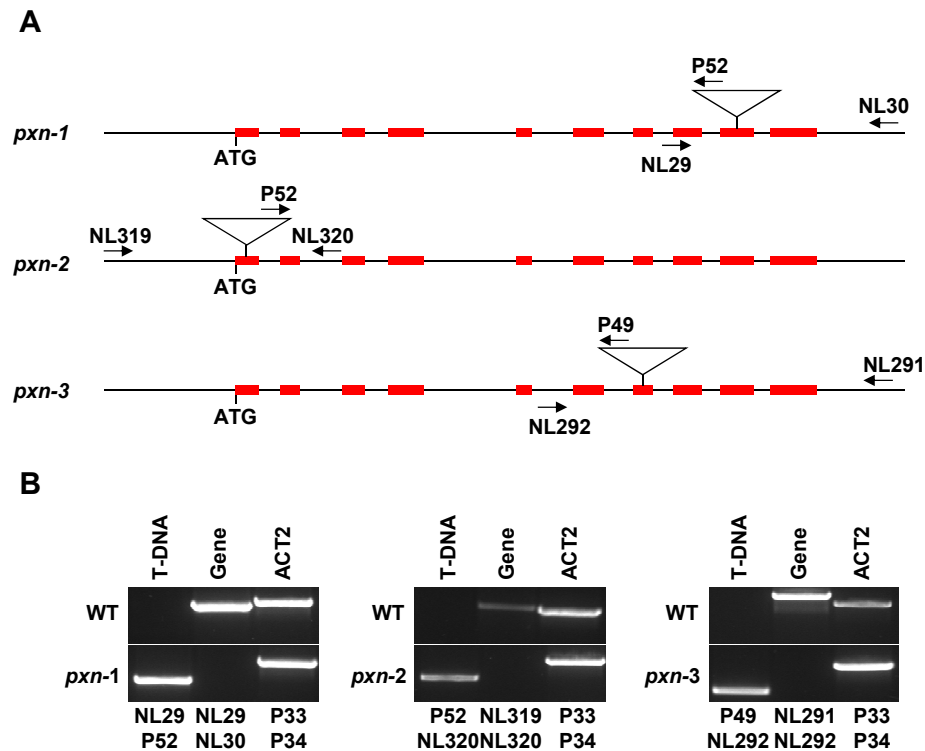 A
P52
pxn-1
NL30
ATG
NL29
P52
NL319
NL320
pxn-2
ATG
P49
NL291
pxn-3
ATG
NL292
B
T-DNA Gene ACT2
T-DNA Gene ACT2
T-DNA Gene ACT2
WT
WT
WT
pxn-1
pxn-2
pxn-3
NL29 NL29 P33
P52 NL30 P34
P52 NL319 P33
NL320 NL320 P34
P49 NL291 P33
NL292 NL292 P34